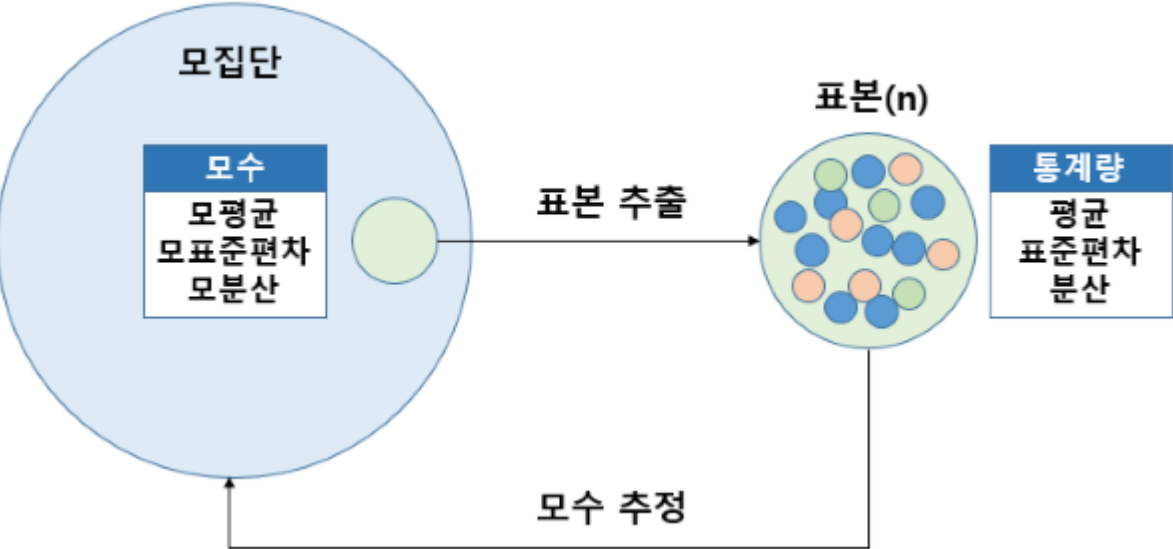 모집단
모수
모평균
모표준편차
모분산
표본 추출
표본(n)
통계량
평균
표준편차
분산
모수 추정